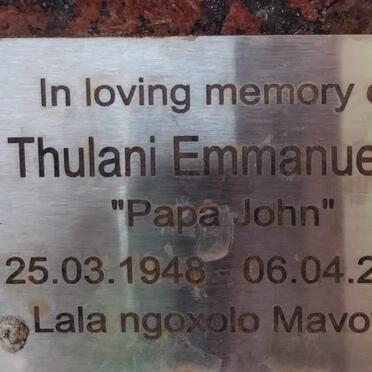 In loving memory o
Thulani Emmanue
"Papa John"
25.03.1948 - 06.04.2
Lala ngoxolo Mavo